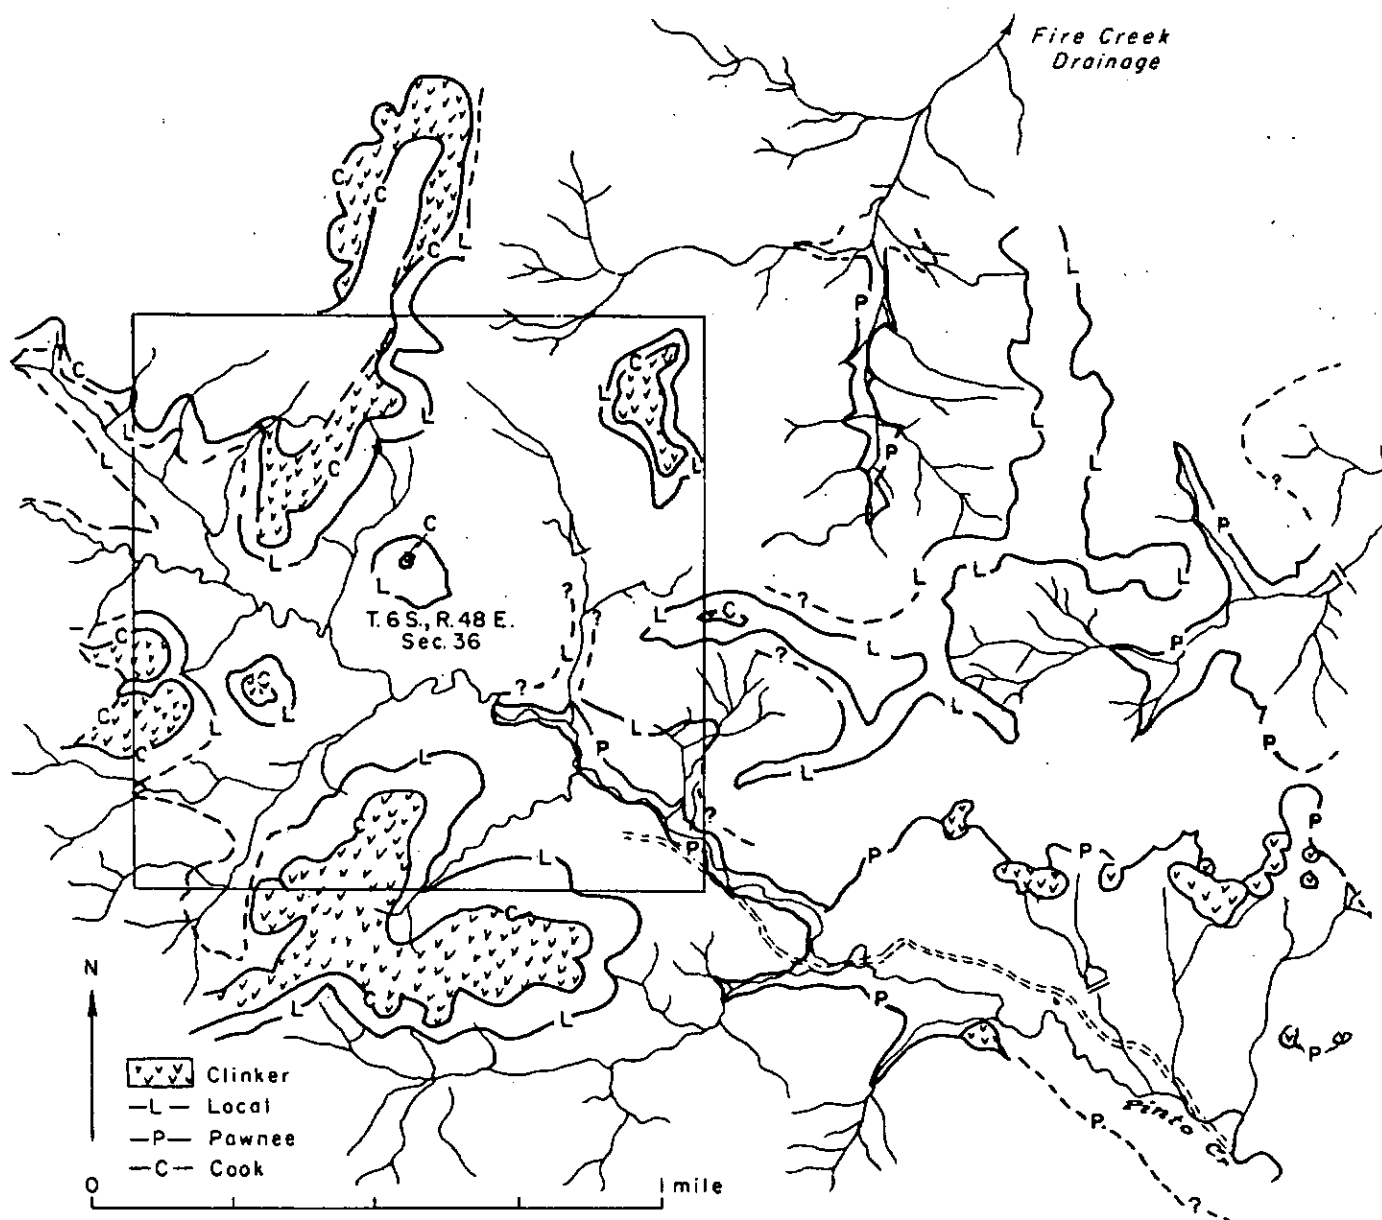 Fire Creek
Drainage
T. 6 S., R. 48 E.
Sec. 36
N
Clinker
—L— Local
—P— Pawnee
—C— Cook
0 1 mile
Pinto Cr
C
C
C
L
C
L
L
C
C
L
C
L
L
L
C
L
C
L
C
C
L
C
L
L
?
?
?
L
P
P
L
C
L
L
L
L
?
?
?
P
P
L
L
L
L
L
L
P
P
P
?
P
P
P
P
P
P
P
?
L
C
L
C
L
L